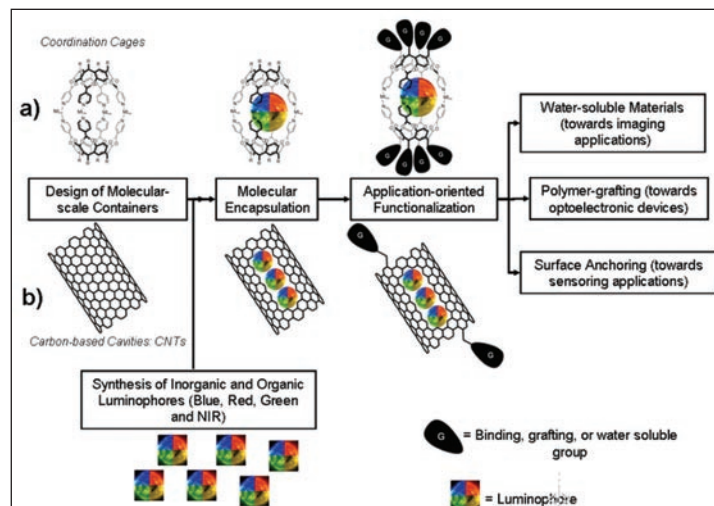 Coordination Cages
a)
Design of Molecular-
scale Containers
Molecular
Encapsulation
Application-oriented
Functionalization
Water-soluble Materials
(towards imaging
applications)
Polymer-grafting (towards
optoelectronic devices)
Surface Anchoring (towards
sensoring applications)
G
G
G
G
G
G
G
G
b)
Carbon-based Cavities: CNTs
G
G
Synthesis of Inorganic and Organic
Luminophores (Blue, Red, Green
and NIR)
G
= Binding, grafting, or water soluble
group
= Luminophore